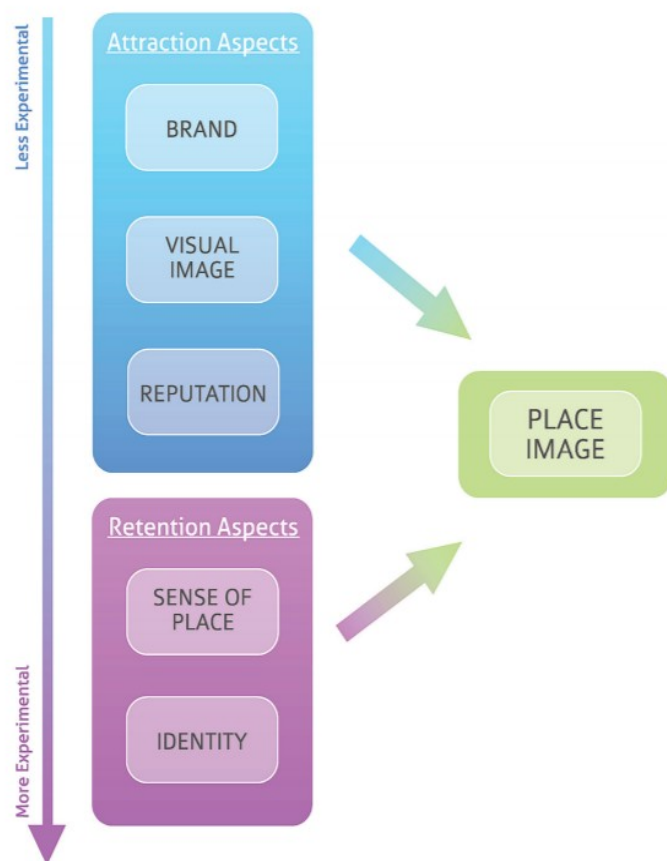 Less Experimental
Attraction Aspects
BRAND
VISUAL
IMAGE
REPUTATION
PLACE
IMAGE
Retention Aspects
SENSE OF
PLACE
IDENTITY
More Experimental